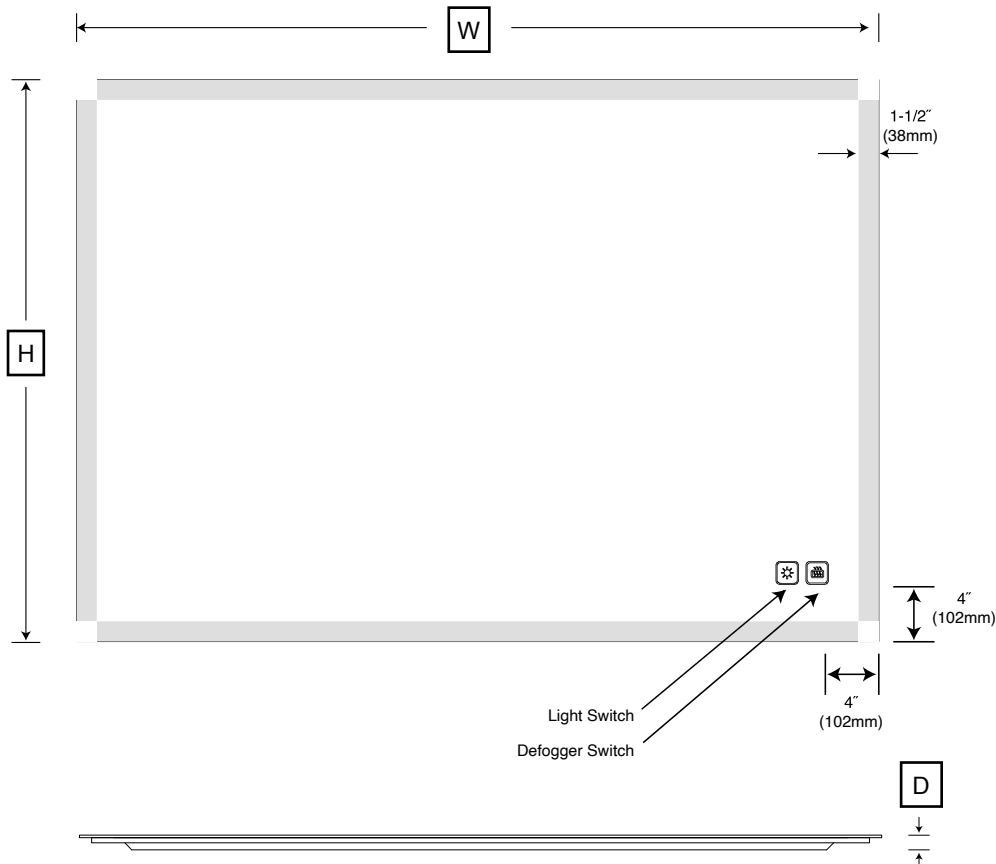 W
1-1/2˝
(38mm)
H
4˝
(102mm)
4˝
(102mm)
Light Switch
Defogger Switch
D